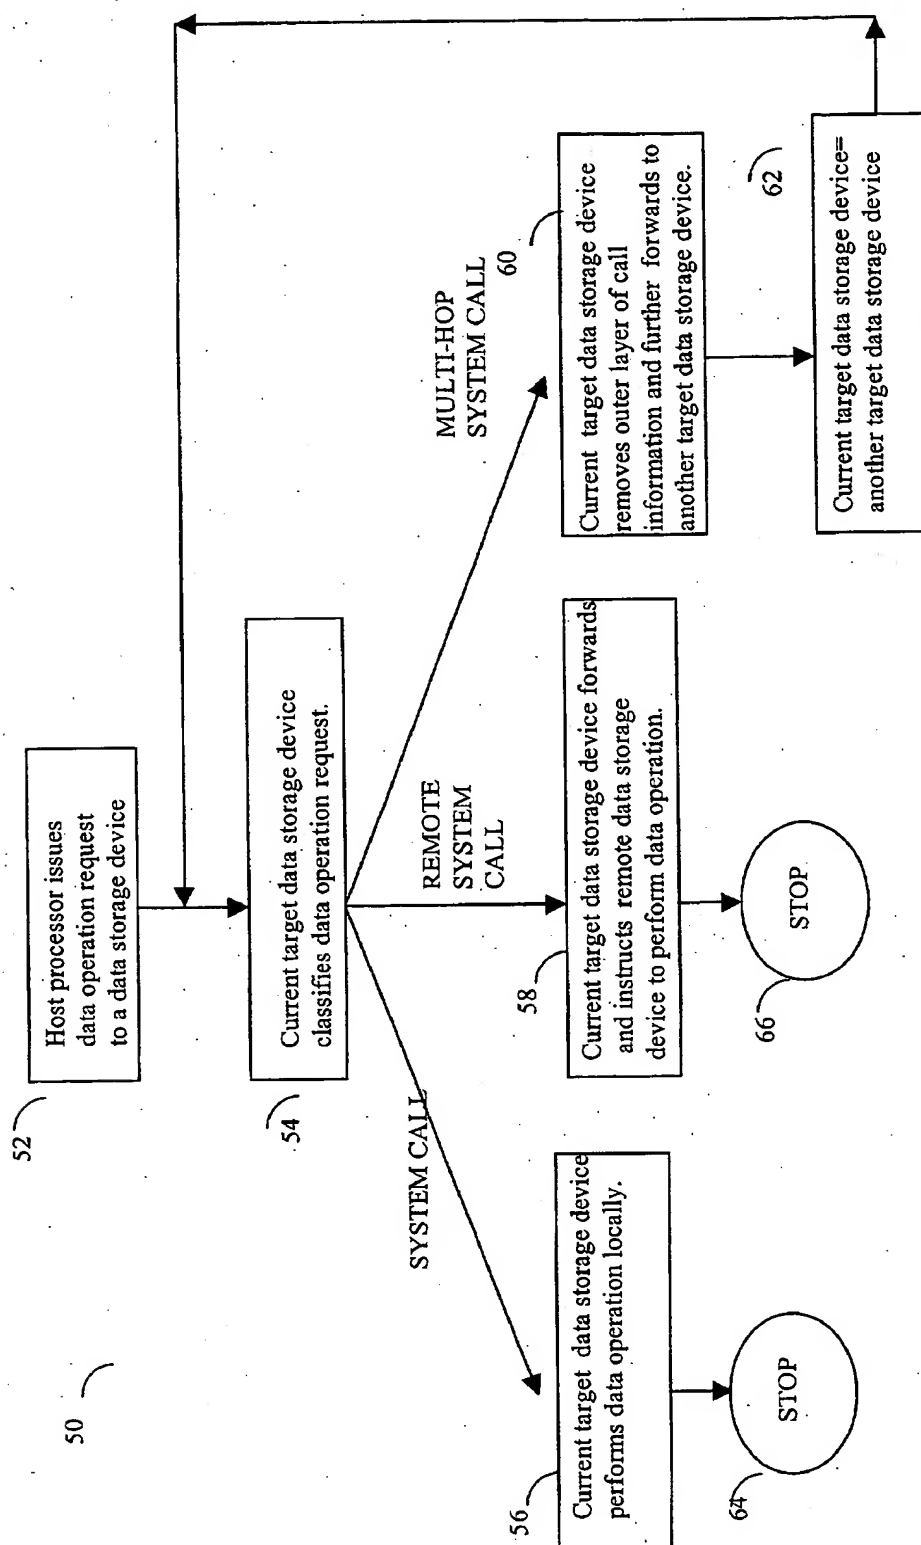 50
52
Host processor issues
data operation request
to a data storage device
54
Current target data storage device
classifies data operation request.
SYSTEM CALL
REMOTE
SYSTEM
CALL
MULTI-HOP
SYSTEM CALL
56
Current target data storage device
performs data operation locally.
58
Current target data storage device forwards
and instructs remote data storage
device to perform data operation.
60
Current target data storage device
removes outer layer of call
information and further forwards to
another target data storage device.
62
Current target data storage device=
another target data storage device
64
STOP
66
STOP